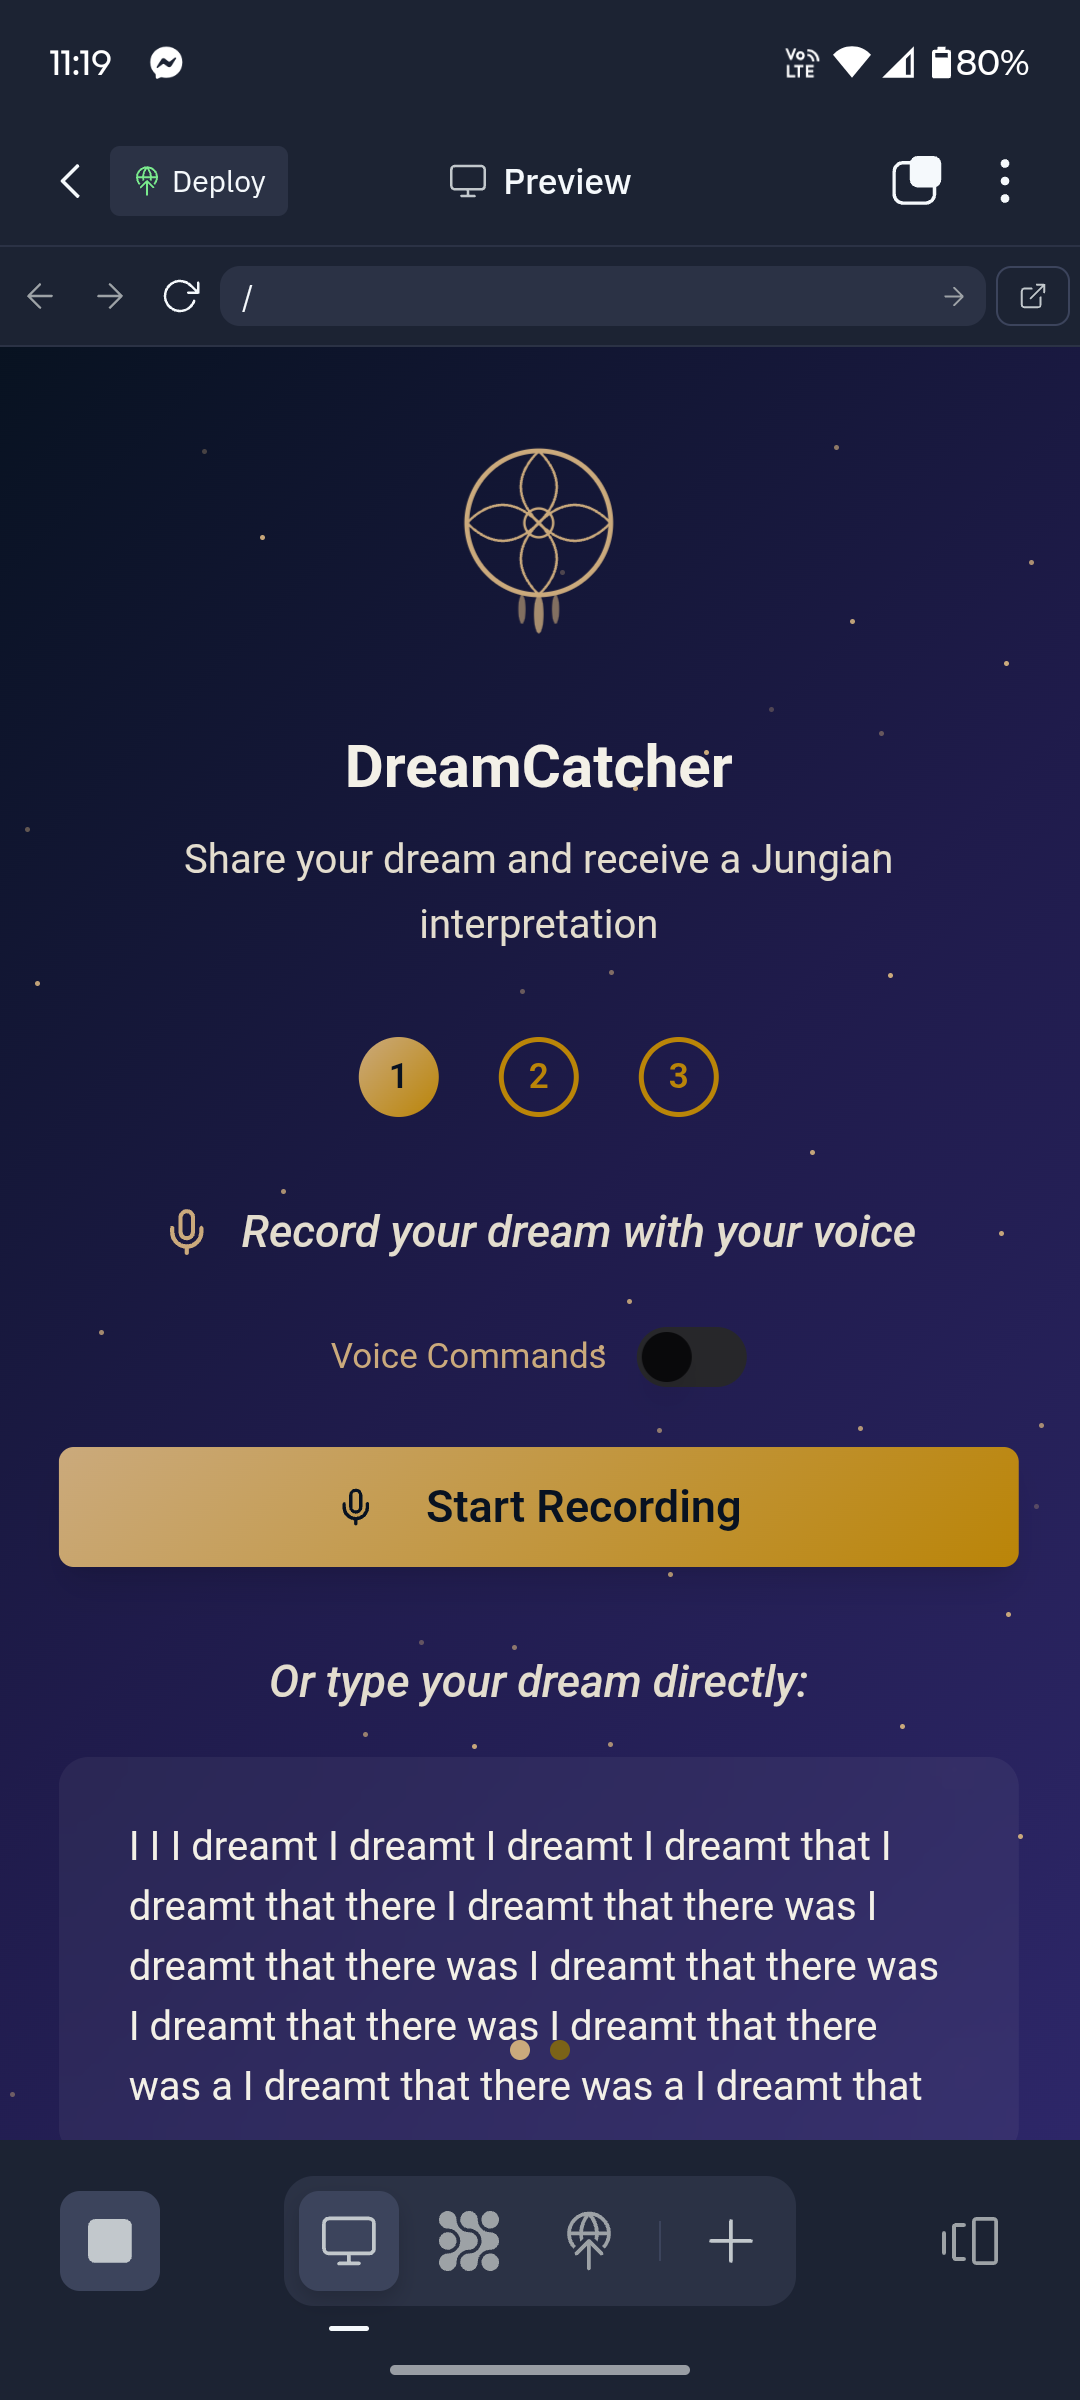 11:19
Vo LTE
80%
Deploy
Preview
/
DreamCatcher
Share your dream and receive a Jungian
interpretation
1 2 3
Record your dream with your voice
Voice Commands
Start Recording
Or type your dream directly:
I I I dreamt I dreamt I dreamt I dreamt that I
dreamt that there I dreamt that there was I
dreamt that there was I dreamt that there was
I dreamt that there was I dreamt that there
was a I dreamt that there was a I dreamt that